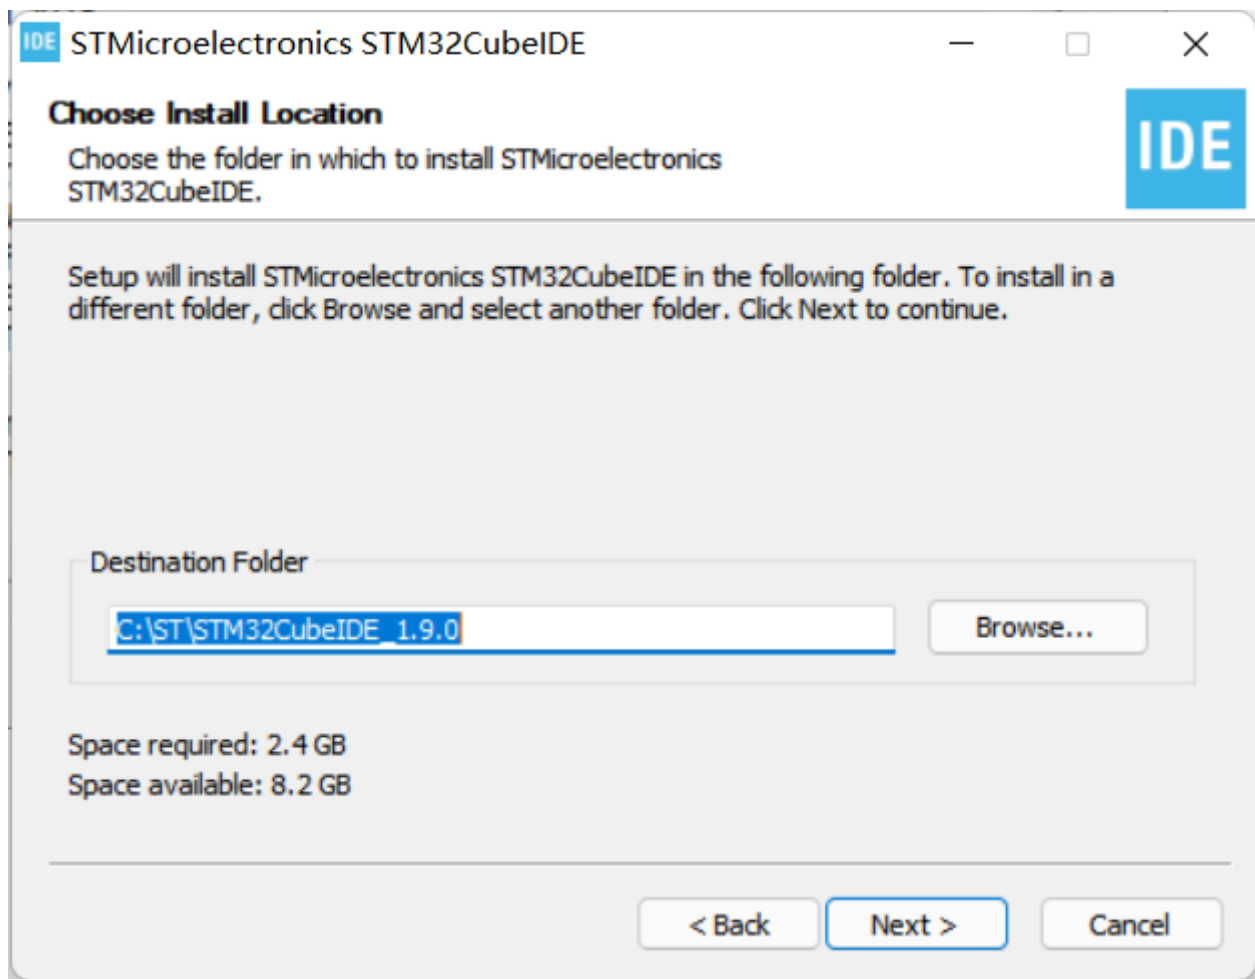 IDE STMicroelectronics STM32CubeIDE
Choose Install Location
Choose the folder in which to install STMicroelectronics
STM32CubeIDE.
IDE
Setup will install STMicroelectronics STM32CubeIDE in the following folder. To install in a
different folder, click Browse and select another folder. Click Next to continue.
Destination Folder
C:\ST\STM32CubeIDE_1.9.0
Browse...
Space required: 2.4 GB
Space available: 8.2 GB
< Back
Next >
Cancel